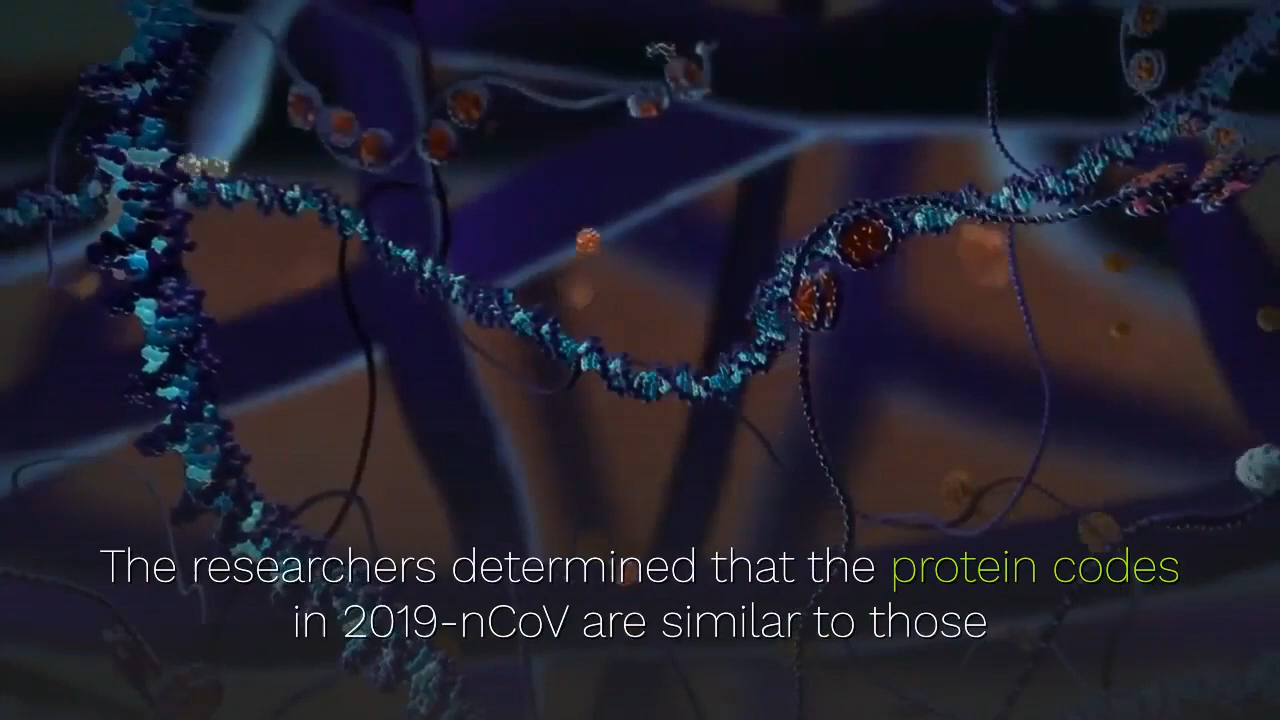 The researchers determined that the protein codes
in 2019-nCoV are similar to those